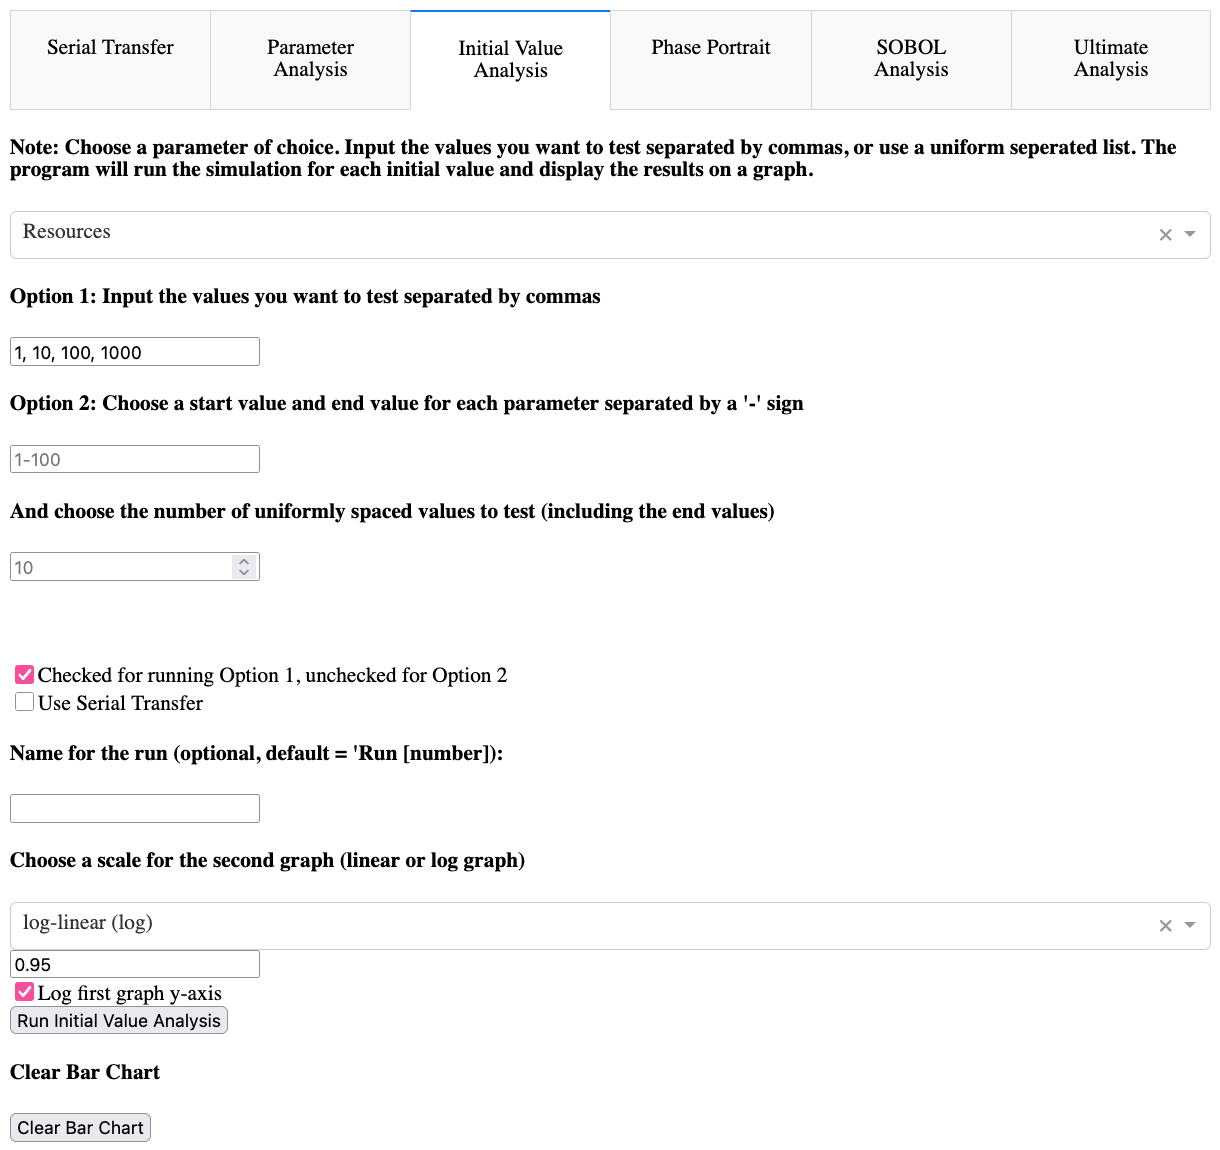 Serial Transfer
Parameter
Analysis
Initial Value
Analysis
Phase Portrait
SOBOL
Analysis
Ultimate
Analysis
Note: Choose a parameter of choice. Input the values you want to test separated by commas, or use a uniform seperated list. The
program will run the simulation for each initial value and display the results on a graph.
Resources
Option 1: Input the values you want to test separated by commas
1, 10, 100, 1000
Option 2: Choose a start value and end value for each parameter separated by a '-' sign
1-100
And choose the number of uniformly spaced values to test (including the end values)
10
Checked for running Option 1, unchecked for Option 2
Use Serial Transfer
Name for the run (optional, default = 'Run [number]):
Choose a scale for the second graph (linear or log graph)
log-linear (log)
0.95
Log first graph y-axis
Run Initial Value Analysis
Clear Bar Chart
Clear Bar Chart